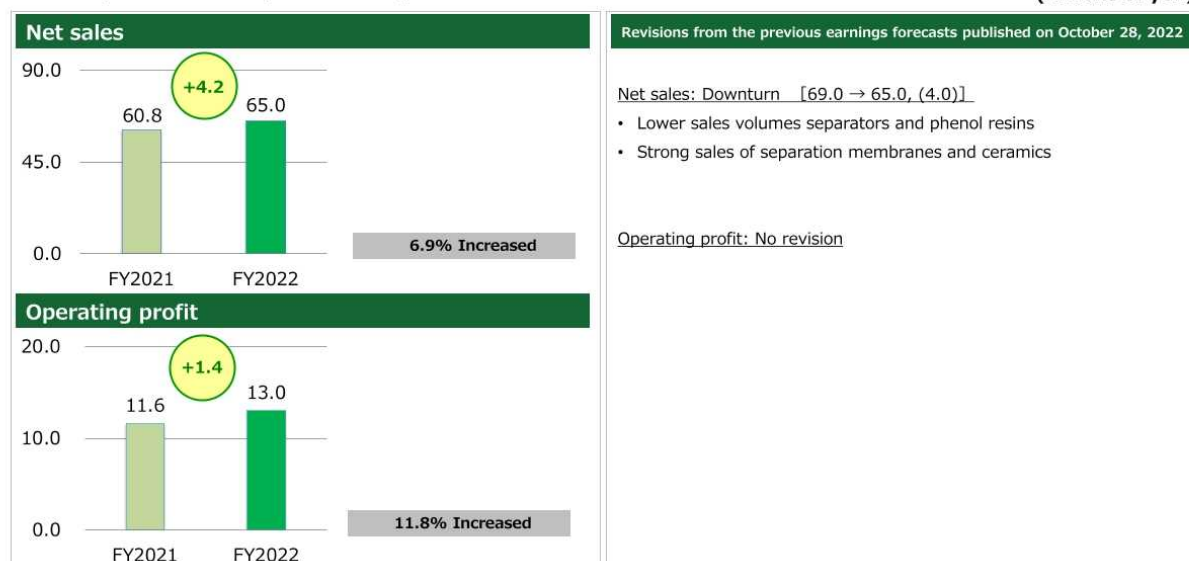 Net sales
90.0
+4.2
65.0
60.8
45.0
6.9% Increased
0.0
FY2021
FY2022
Operating profit
20.0
+1.4
13.0
11.6
10.0
11.8% Increased
0.0
FY2021
FY2022
Revisions from the previous earnings forecasts published on October 28, 2022
Net sales: Downturn [69.0 → 65.0, (4.0)]
• Lower sales volumes separators and phenol resins
• Strong sales of separation membranes and ceramics
Operating profit: No revision